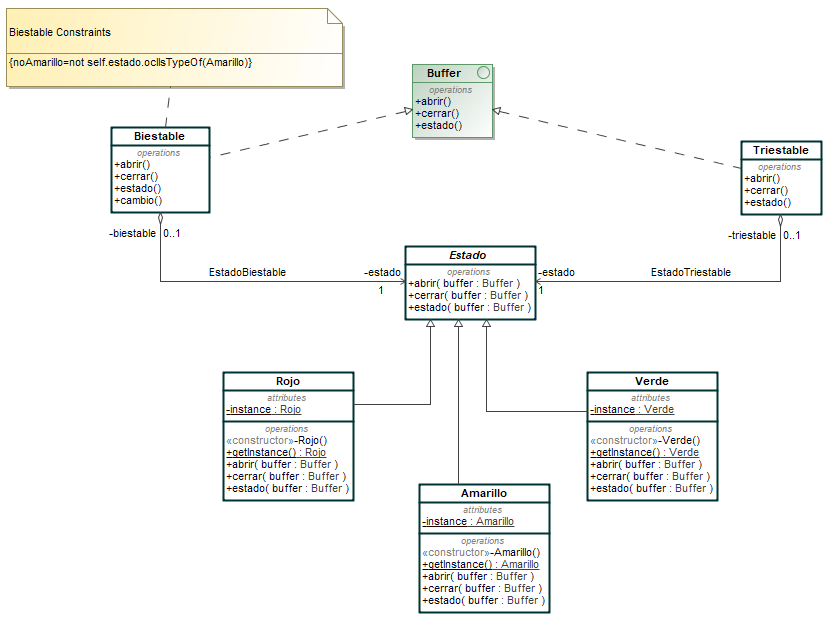 Biestable Constraints
{noAmarillo=not self.estado.oclIsTypeOf(Amarillo)}
Buffer
operations
+abrir()
+cerrar()
+estado()
Biestable
operations
+abrir()
+cerrar()
+estado()
+cambio()
Triestable
operations
+abrir()
+cerrar()
+estado()
-biestable 0..1
-triestable 0..1
EstadoBiestable
-estado
1
Estado
operations
+abrir( buffer : Buffer )
+cerrar( buffer : Buffer )
+estado( buffer : Buffer )
-estado
1
EstadoTriestable
Rojo
attributes
-instance : Rojo
operations
«constructor»-Rojo()
+getInstance() : Rojo
+abrir( buffer : Buffer )
+cerrar( buffer : Buffer )
+estado( buffer : Buffer )
Verde
attributes
-instance : Verde
operations
«constructor»-Verde()
+getInstance() : Verde
+abrir( buffer : Buffer )
+cerrar( buffer : Buffer )
+estado( buffer : Buffer )
Amarillo
attributes
-instance : Amarillo
operations
«constructor»-Amarillo()
+getInstance() : Amarillo
+abrir( buffer : Buffer )
+cerrar( buffer : Buffer )
+estado( buffer : Buffer )